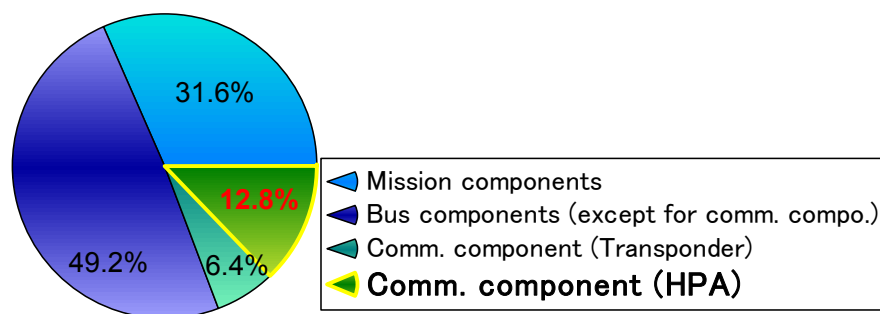 31.6%
12.8%
49.2%
6.4%
Mission components
Bus components (except for comm. compo.)
Comm. component (Transponder)
Comm. component (HPA)